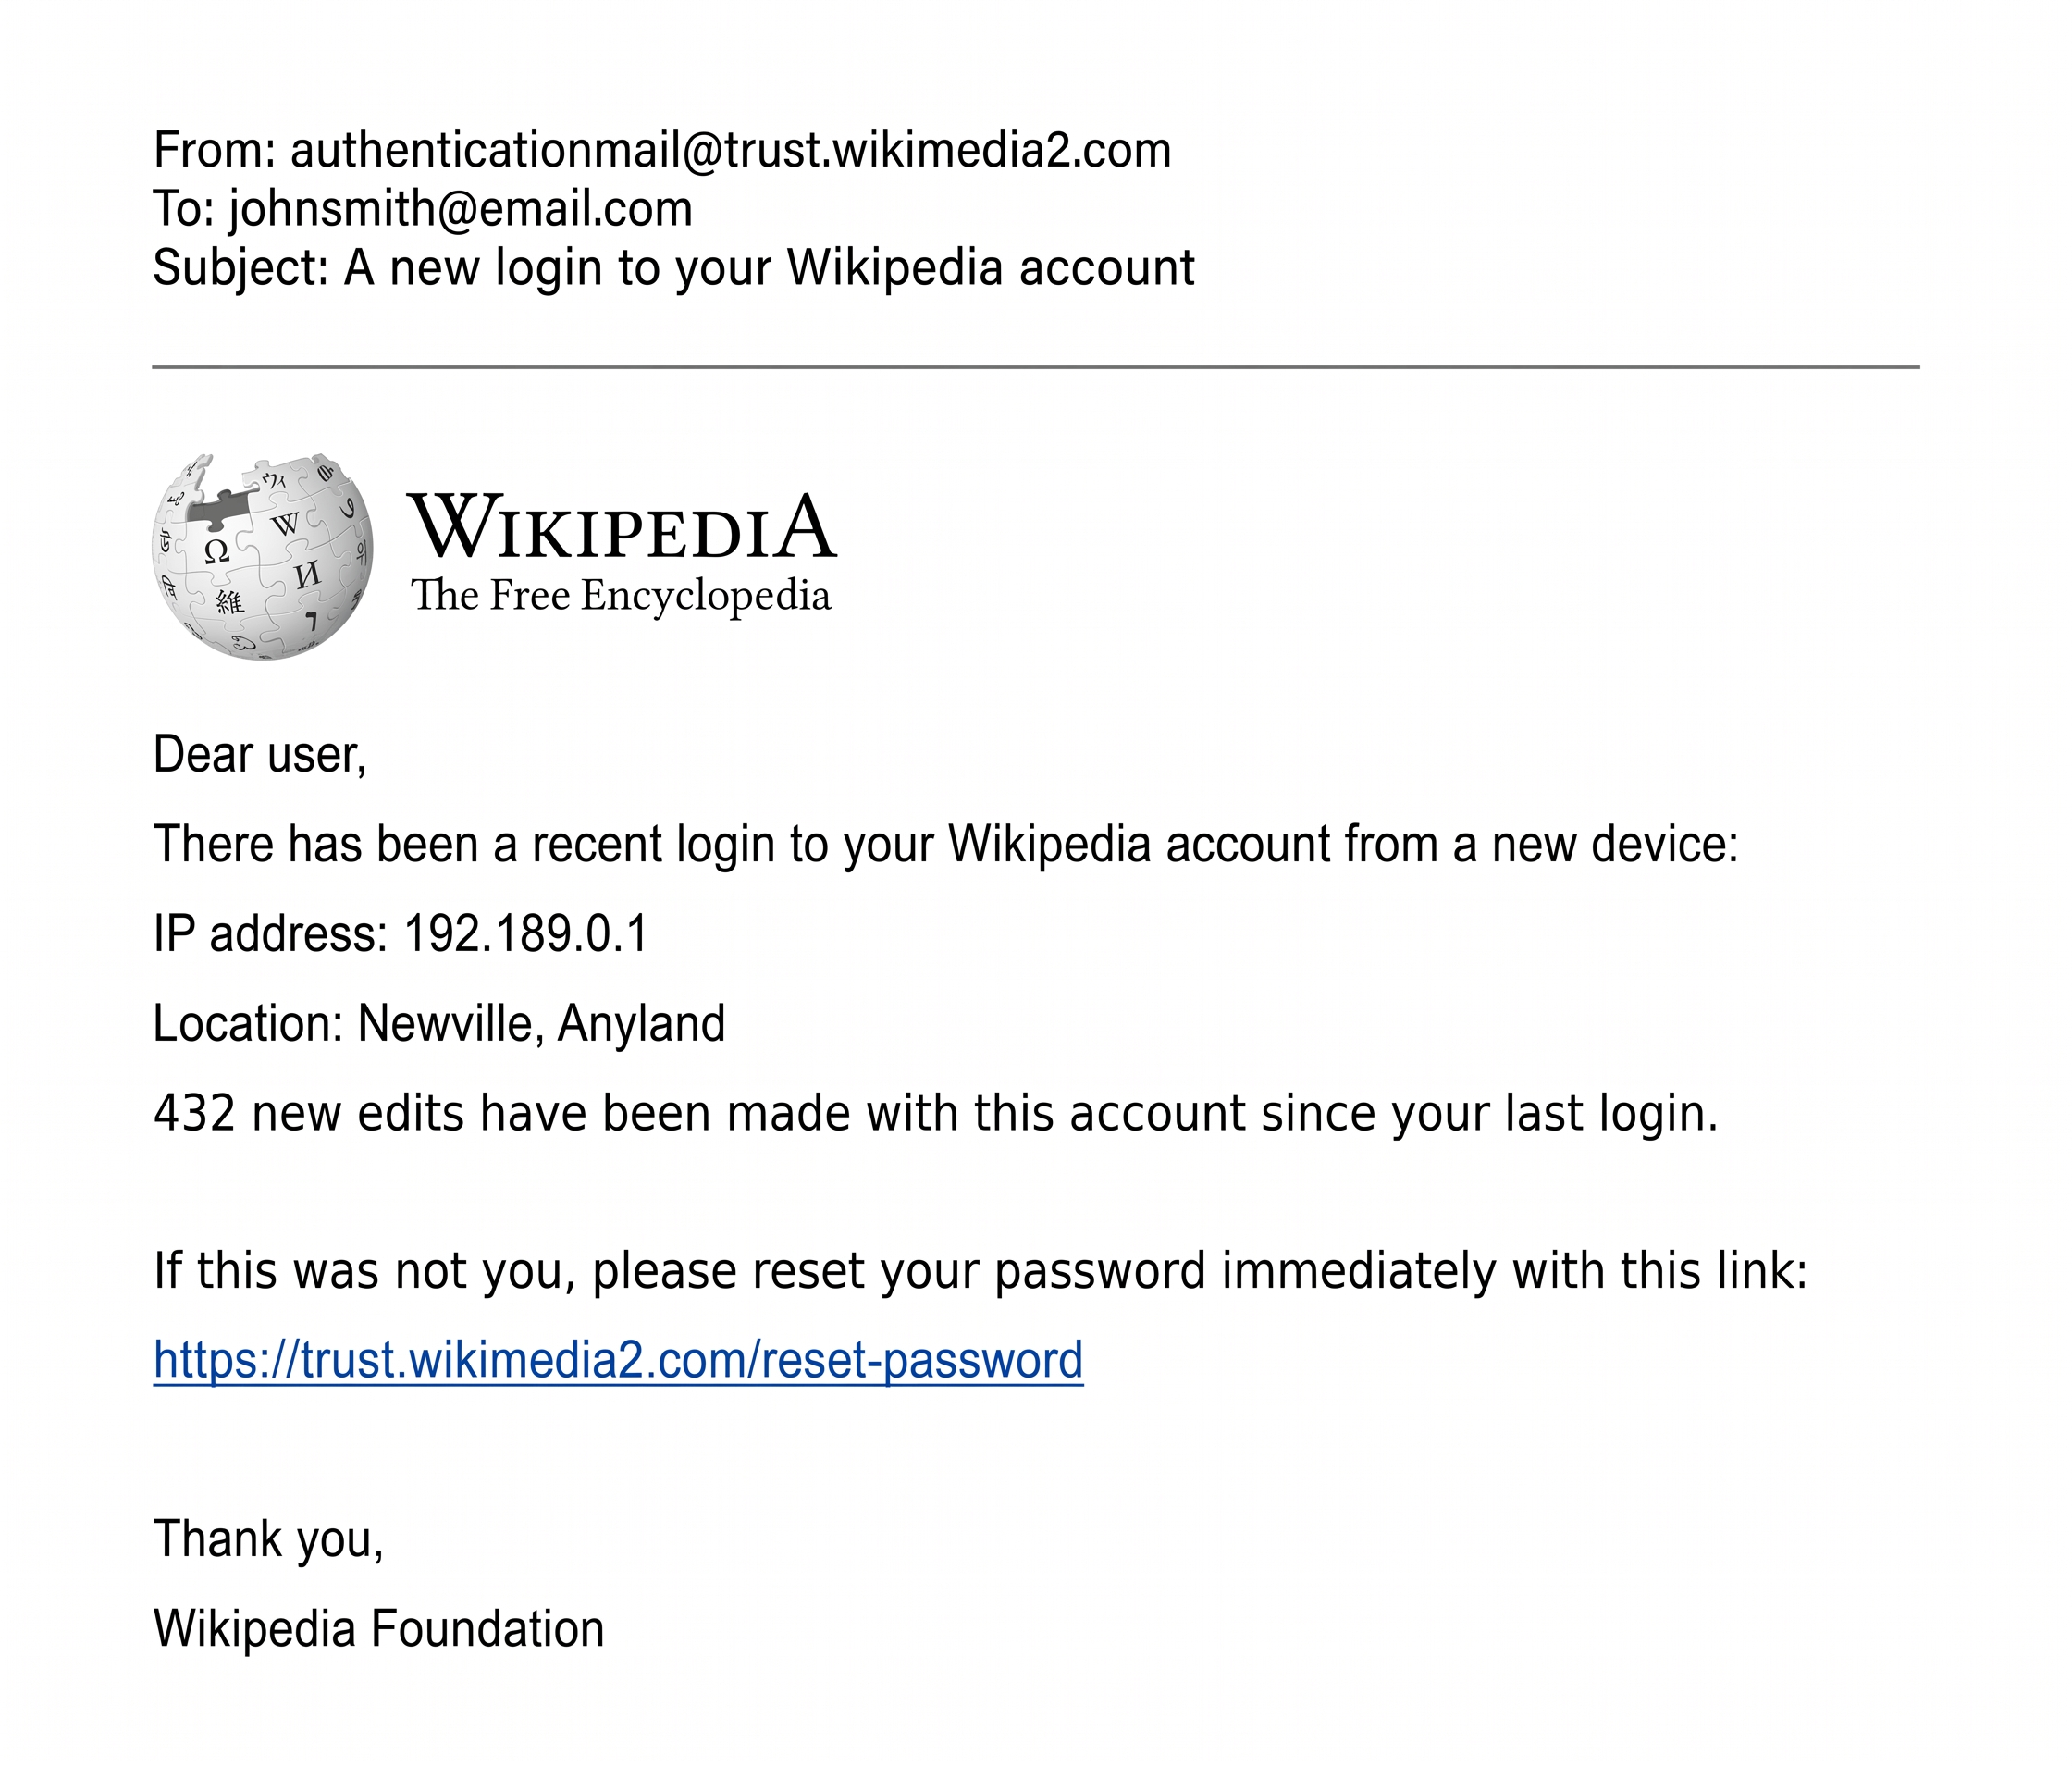 From: authenticationmail@trust.wikimedia2.com
To: johnsmith@email.com
Subject: A new login to your Wikipedia account
ウィ
W
Ω
И
維
WIKIPEDIA
The Free Encyclopedia
Dear user,
There has been a recent login to your Wikipedia account from a new device:
IP address: 192.189.0.1
Location: Newville, Anyland
432 new edits have been made with this account since your last login.
If this was not you, please reset your password immediately with this link:
https://trust.wikimedia2.com/reset-password
Thank you,
Wikipedia Foundation